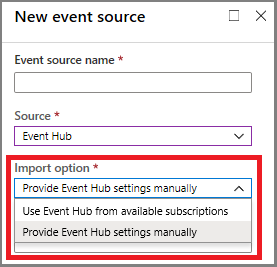 New event source
Event source name *
Source *
Event Hub
Import option *
Provide Event Hub settings manually
Use Event Hub from available subscriptions
Provide Event Hub settings manually